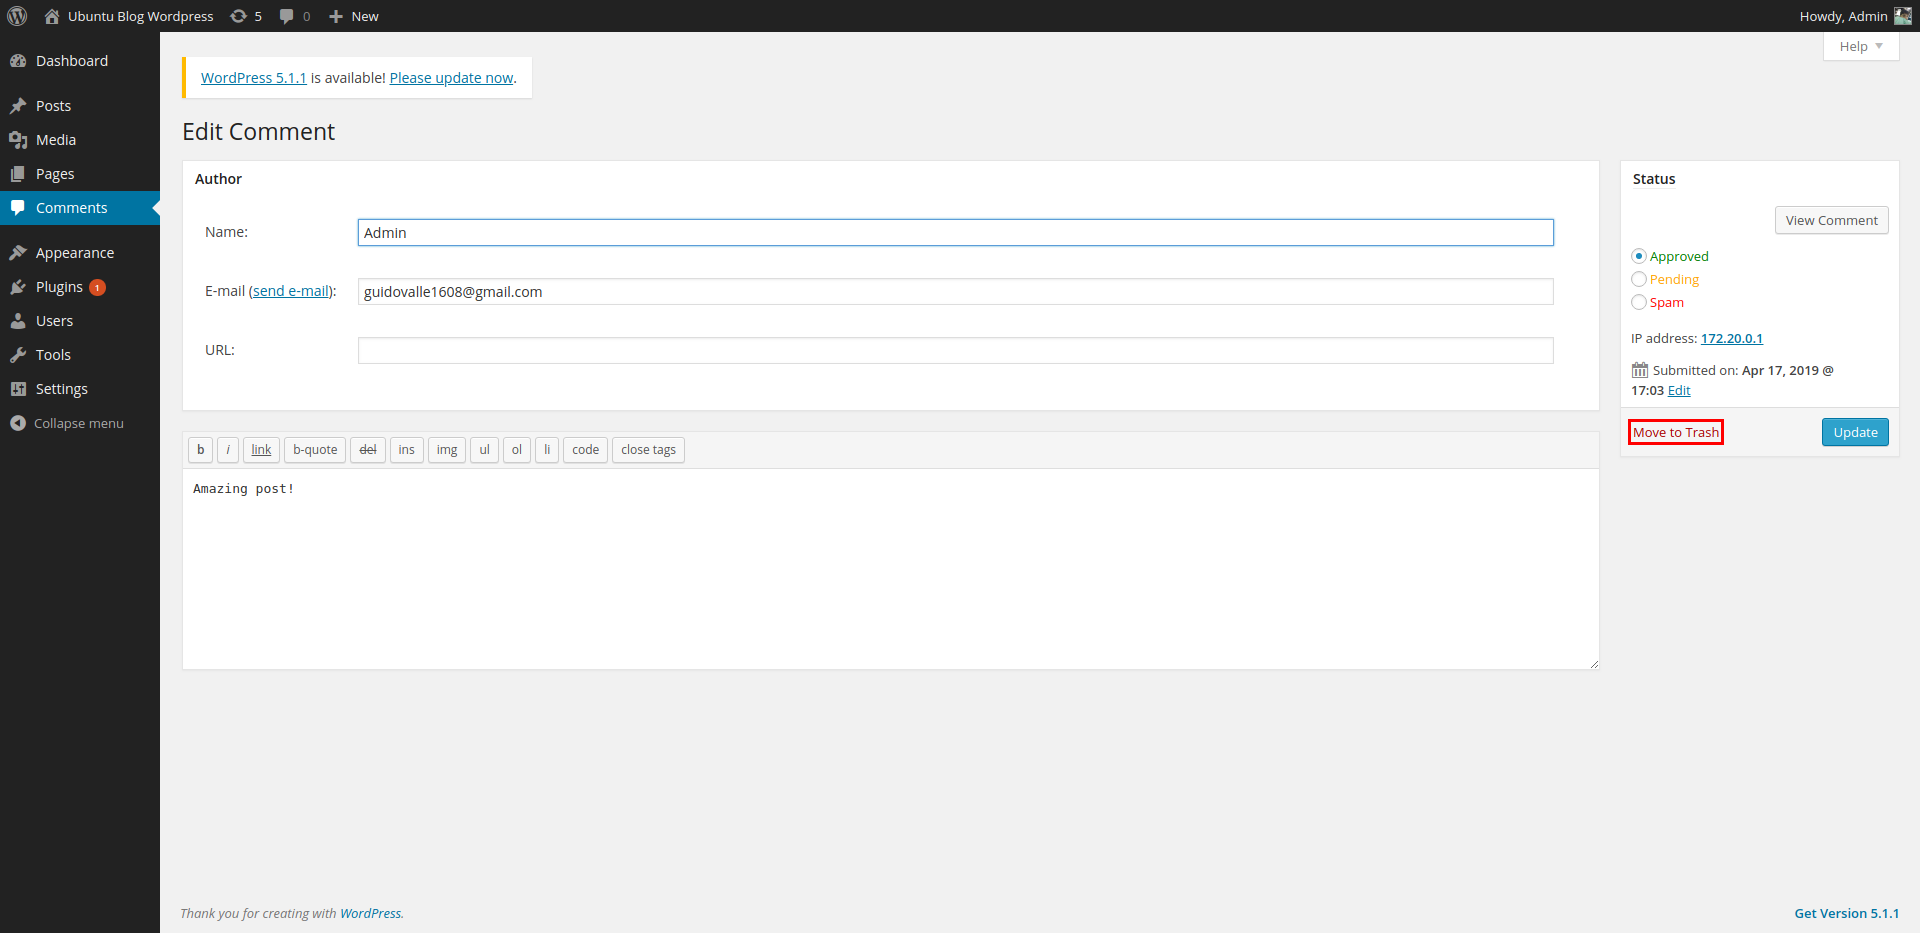 Ubuntu Blog Wordpress 5 0 New Howdy, Admin
Help
Dashboard
Posts
Media
Pages
Comments
Appearance
Plugins 1
Users
Tools
Settings
Collapse menu
WordPress 5.1.1 is available! Please update now.
Edit Comment
Author
Name: Admin
E-mail (send e-mail): guidovalle1608@gmail.com
URL:
b i link b-quote del ins img ul ol li code close tags
Amazing post!
Status
View Comment
Approved
Pending
Spam
IP address: 172.20.0.1
Submitted on: Apr 17, 2019 @
17:03 Edit
Move to Trash Update
Thank you for creating with WordPress.
Get Version 5.1.1